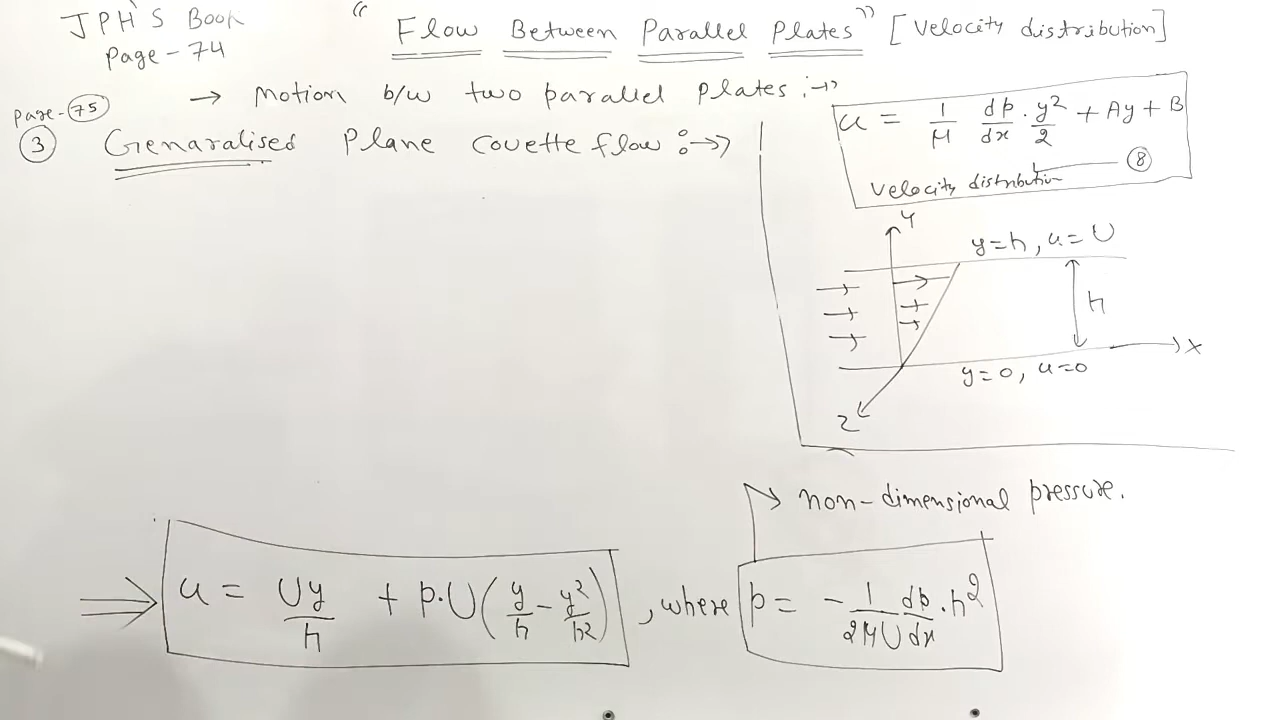 JPH'S Book
Page - 74
" Flow Between Parallel Plates " [Velocity distribution]
→ Motion b/w two parallel plates :→
Page - 75
3 Genaralised Plane Couette flow :→
u = 1/μ dp/dx · y²/2 + Ay + B
8
Velocity distribution
Y
y=h, u=U
h
X
y=0, u=0
Z
→ non-dimensional pressure.
⇒ u = Uy/h + p·U(y/h - y²/h²), where p = - 1/2μU dp/dx · h²